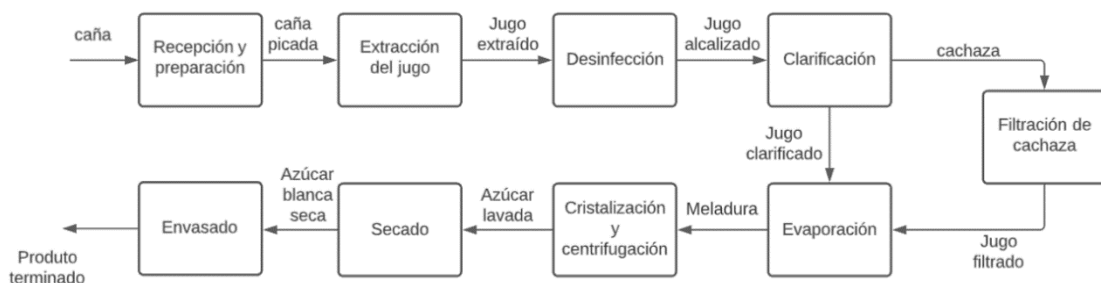 caña
Recepción y
preparación
caña
picada
Extracción
del jugo
Jugo
extraído
Desinfección
Jugo
alcalizado
Clarificación
cachaza
Filtración de
cachaza
Jugo
clarificado
Jugo
filtrado
Evaporación
Meladura
Cristalización
y
centrifugación
Azúcar
lavada
Secado
Azúcar
blanca
seca
Envasado
Produto
terminado